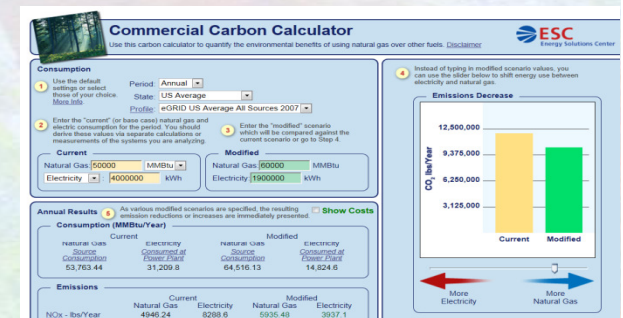 Commercial Carbon Calculator
Use this carbon calculator to quantify the environmental benefits of using natural gas over other fuels. Disclaimer
ESC
Energy Solutions Center
Consumption
1 Use the default settings or select those of your choice. More Info.
Period: Annual
State: US Average
Profile: eGRID US Average All Sources 2007
2 Enter the "current" (or base case) natural gas and electric consumption for the period. You should derive these values via separate calculations or measurements of the systems you are analyzing.
3 Enter the "modified" scenario which will be compared against the current scenario or go to Step 4.
Current
Natural Gas: 50000 MMBtu
Electricity : 4000000 kWh
Modified
Natural Gas 60000 MMBtu
Electricity 1900000 kWh
Annual Results 5 As various modified scenarios are specified, the resulting emission reductions or increases are immediately presented. Show Costs
Consumption (MMBtu/Year)
Current Modified
Natural Gas Electricity Natural Gas Electricity
Source Consumption Consumed at Power Plant Source Consumption Consumed at Power Plant
53,763.44 31,209.8 64,516.13 14,824.6
Emissions
Current Modified
Natural Gas Electricity Natural Gas Electricity
NOx - lbs/Year 4946.24 8288.6 5935.48 3937.1
4 Instead of typing in modified scenario values, you can use the slider below to shift energy use between electricity and natural gas.
Emissions Decrease
CO2 lbs/Year
12,500,000
9,375,000
6,250,000
3,125,000
Current Modified
More Electricity
More Natural Gas